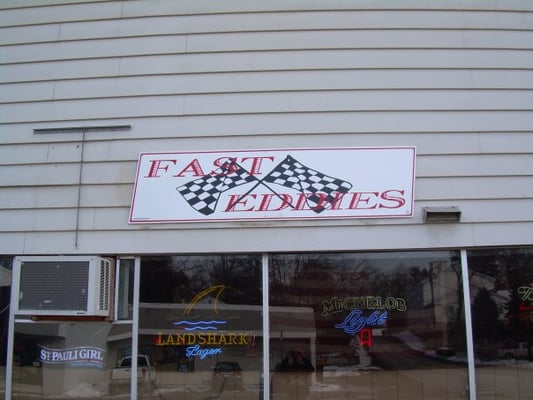 FAST
EDDIES
LANDSHARK
Lager
MICHELOB
Light
ST PAULI GIRL